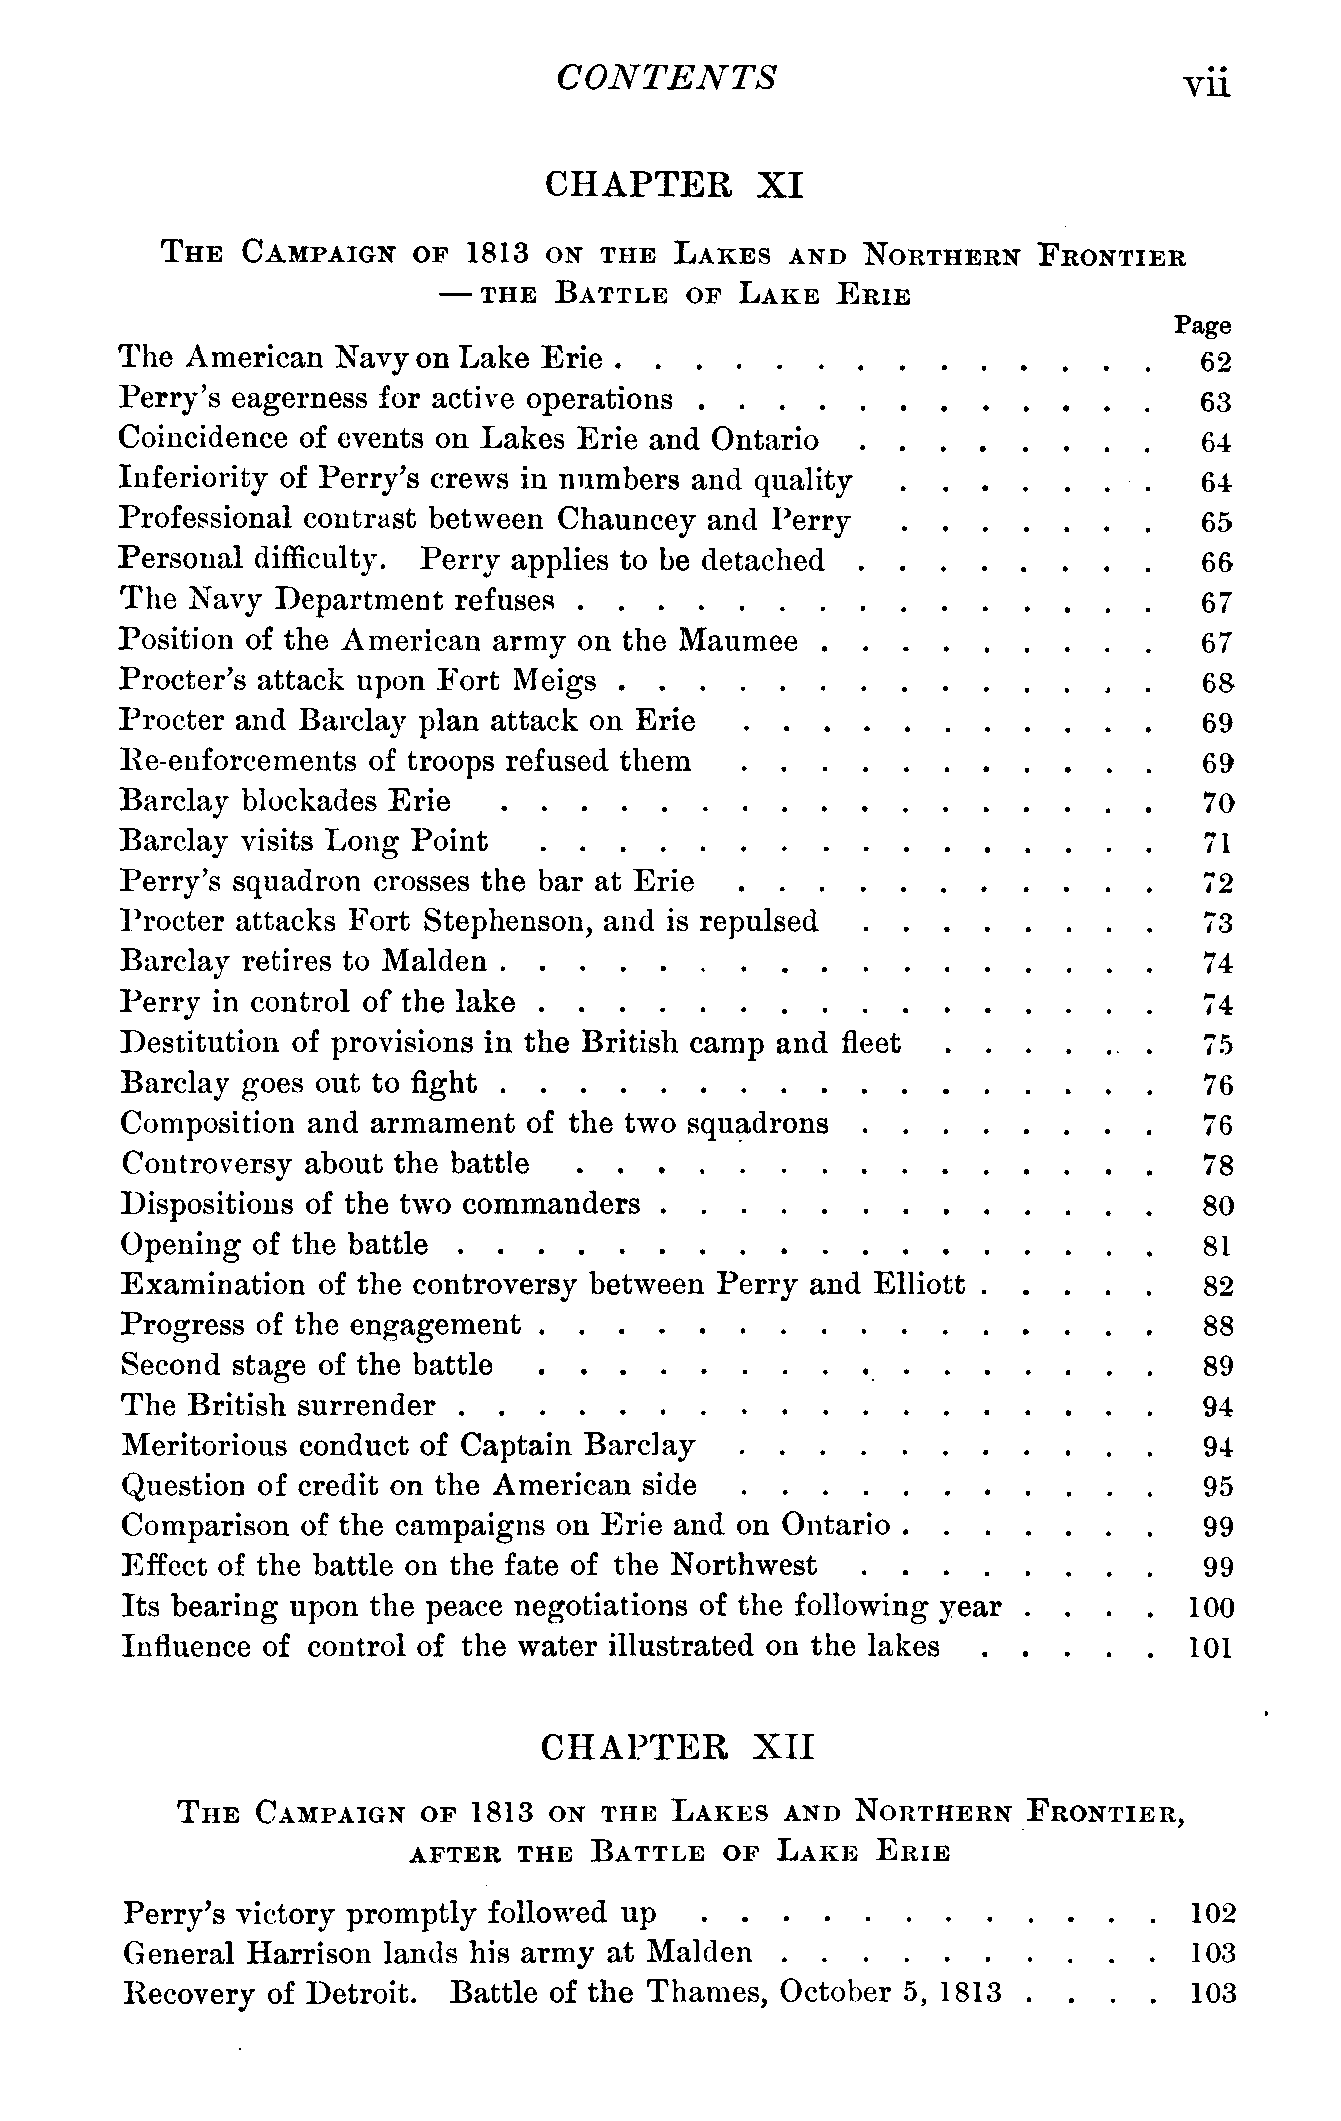 CONTENTS vii
CHAPTER XI
THE CAMPAIGN OF 1813 ON THE LAKES AND NORTHERN FRONTIER
— THE BATTLE OF LAKE ERIE
Page
The American Navy on Lake Erie . . . . . . . . . . . . . . 62
Perry's eagerness for active operations . . . . . . . . . . . . 63
Coincidence of events on Lakes Erie and Ontario . . . . . . . . 64
Inferiority of Perry's crews in numbers and quality . . . . . . . 64
Professional contrast between Chauncey and Perry . . . . . . . 65
Personal difficulty. Perry applies to be detached . . . . . . . . 66
The Navy Department refuses . . . . . . . . . . . . . . . 67
Position of the American army on the Maumee . . . . . . . . . 67
Procter's attack upon Fort Meigs . . . . . . . . . . . . . . 68
Procter and Barclay plan attack on Erie . . . . . . . . . . . 69
Re-enforcements of troops refused them . . . . . . . . . . . 69
Barclay blockades Erie . . . . . . . . . . . . . . . . . 70
Barclay visits Long Point . . . . . . . . . . . . . . . . 71
Perry's squadron crosses the bar at Erie . . . . . . . . . . . 72
Procter attacks Fort Stephenson, and is repulsed . . . . . . . . 73
Barclay retires to Malden . . . . . . . . . . . . . . . . . 74
Perry in control of the lake . . . . . . . . . . . . . . . . 74
Destitution of provisions in the British camp and fleet . . . . . . 75
Barclay goes out to fight . . . . . . . . . . . . . . . . . 76
Composition and armament of the two squadrons . . . . . . . . 76
Controversy about the battle . . . . . . . . . . . . . . . 78
Dispositions of the two commanders . . . . . . . . . . . . . 80
Opening of the battle . . . . . . . . . . . . . . . . . . 81
Examination of the controversy between Perry and Elliott . . . . . 82
Progress of the engagement . . . . . . . . . . . . . . . . 88
Second stage of the battle . . . . . . . . . . . . . . . . 89
The British surrender . . . . . . . . . . . . . . . . . . 94
Meritorious conduct of Captain Barclay . . . . . . . . . . . 94
Question of credit on the American side . . . . . . . . . . . 95
Comparison of the campaigns on Erie and on Ontario . . . . . . . 99
Effect of the battle on the fate of the Northwest . . . . . . . . 99
Its bearing upon the peace negotiations of the following year . . . . 100
Influence of control of the water illustrated on the lakes . . . . . 101
CHAPTER XII
THE CAMPAIGN OF 1813 ON THE LAKES AND NORTHERN FRONTIER,
AFTER THE BATTLE OF LAKE ERIE
Perry's victory promptly followed up . . . . . . . . . . . . 102
General Harrison lands his army at Malden . . . . . . . . . . 103
Recovery of Detroit. Battle of the Thames, October 5, 1813 . . . . 103